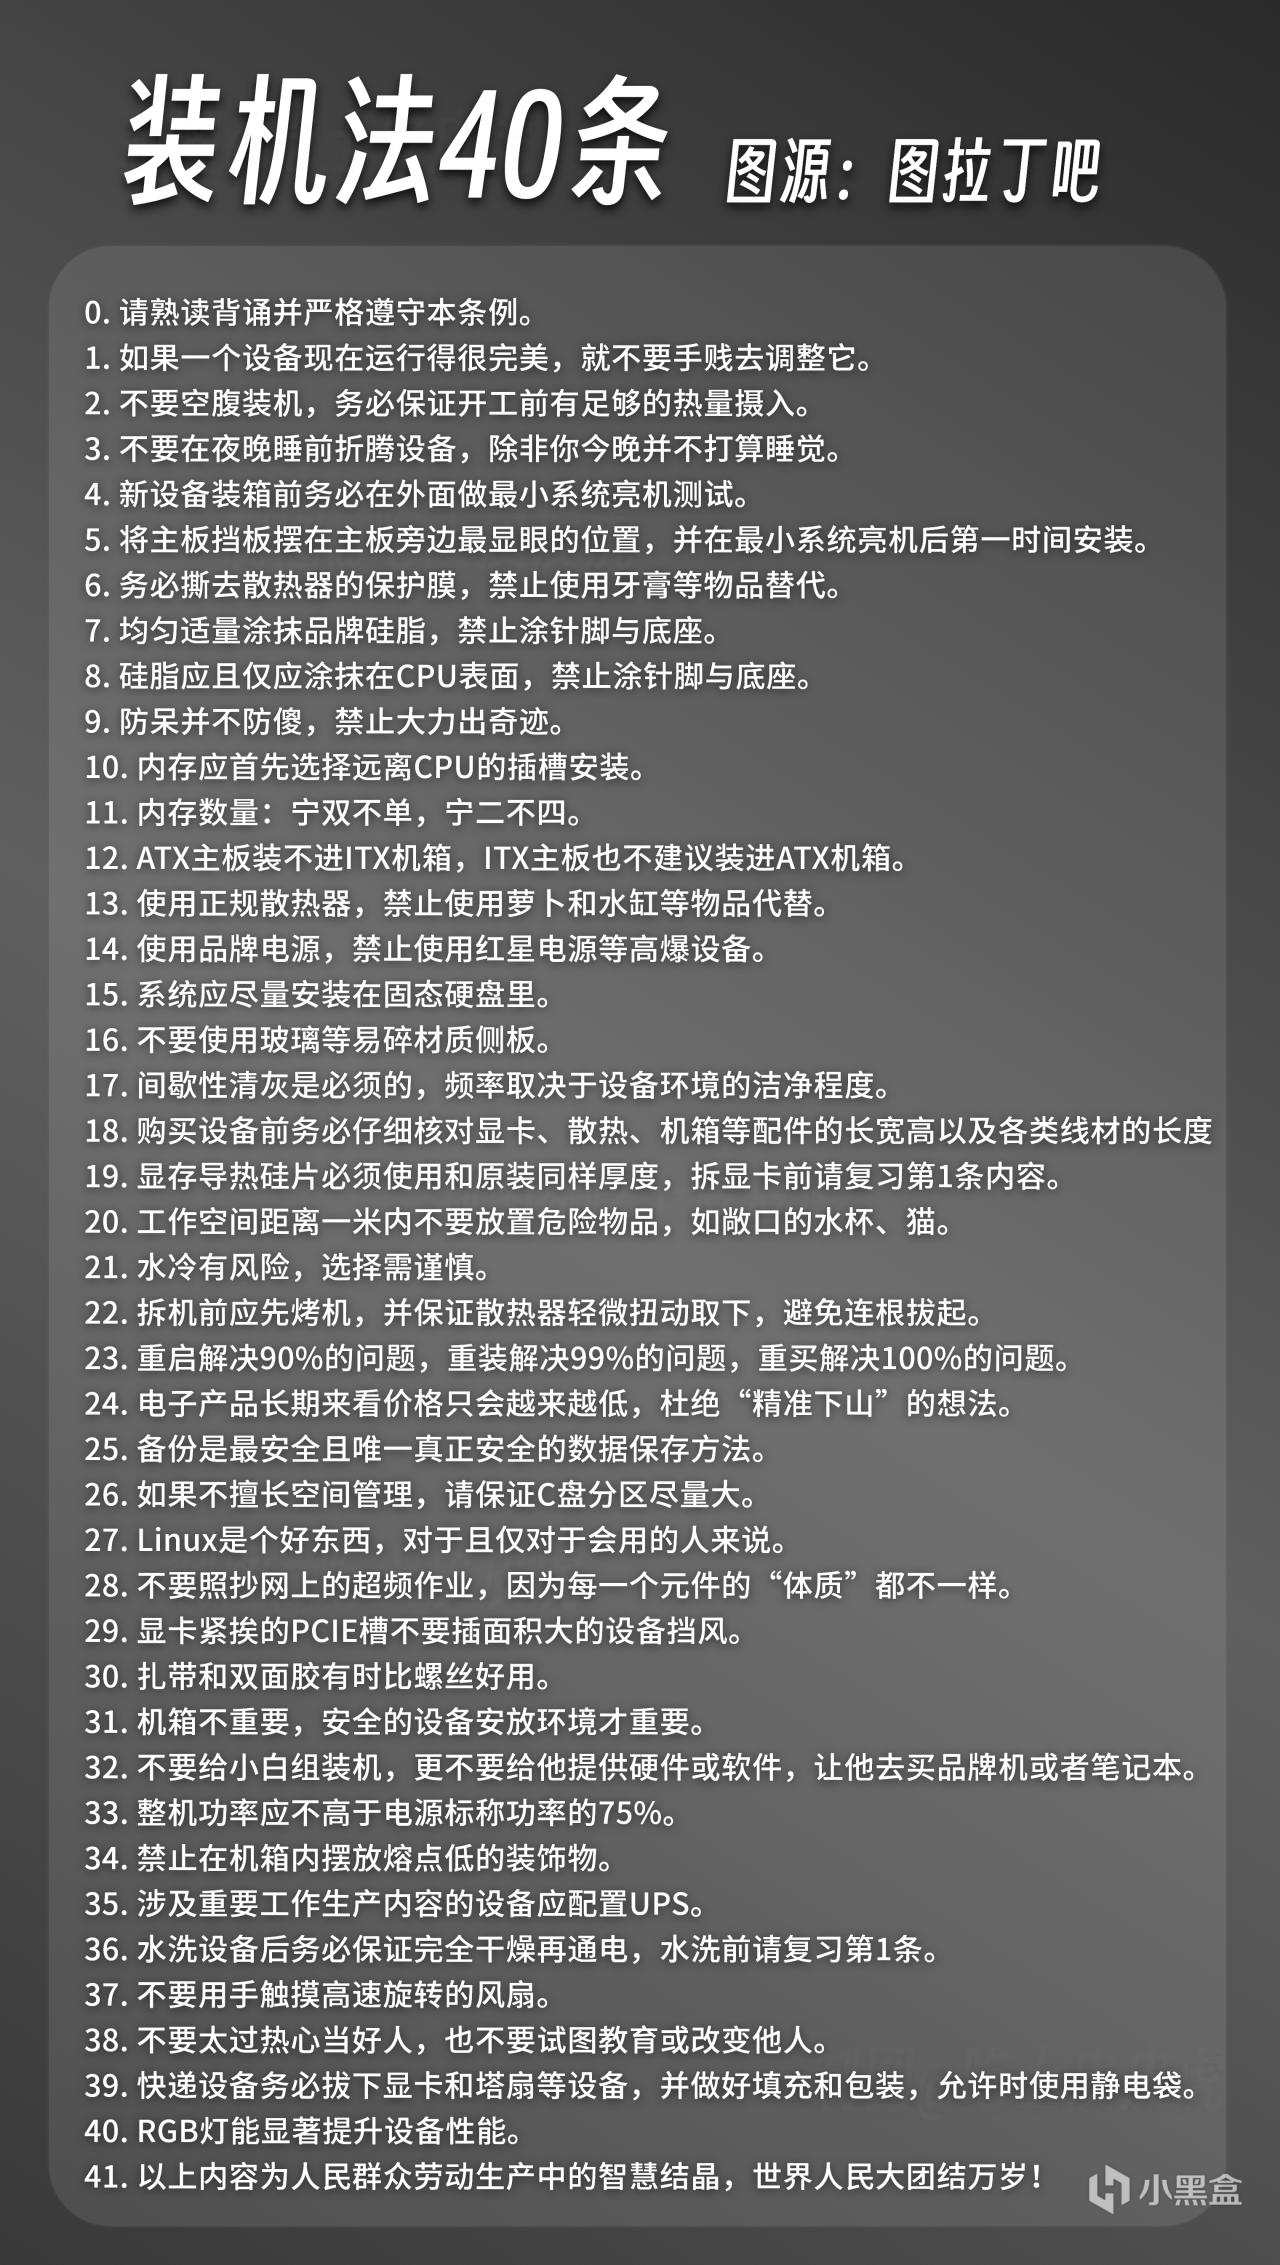 装机法40条 图源：图拉丁吧
0. 请熟读背诵并严格遵守本条例。
1. 如果一个设备现在运行得很完美，就不要手贱去调整它。
2. 不要空腹装机，务必保证开工前有足够的热量摄入。
3. 不要在夜晚睡前折腾设备，除非你今晚并不打算睡觉。
4. 新设备装箱前务必在外面做最小系统亮机测试。
5. 将主板挡板摆在主板旁边最显眼的位置，并在最小系统亮机后第一时间安装。
6. 务必撕去散热器的保护膜，禁止使用牙膏等物品替代。
7. 均匀适量涂抹品牌硅脂，禁止涂针脚与底座。
8. 硅脂应且仅应涂抹在CPU表面，禁止涂针脚与底座。
9. 防呆并不防傻，禁止大力出奇迹。
10. 内存应首先选择远离CPU的插槽安装。
11. 内存数量：宁双不单，宁二不四。
12. ATX主板装不进ITX机箱，ITX主板也不建议装进ATX机箱。
13. 使用正规散热器，禁止使用萝卜和水缸等物品代替。
14. 使用品牌电源，禁止使用红星电源等高爆设备。
15. 系统应尽量安装在固态硬盘里。
16. 不要使用玻璃等易碎材质侧板。
17. 间歇性清灰是必须的，频率取决于设备环境的洁净程度。
18. 购买设备前务必仔细核对显卡、散热、机箱等配件的长宽高以及各类线材的长度
19. 显存导热硅片必须使用和原装同样厚度，拆显卡前请复习第1条内容。
20. 工作空间距离一米内不要放置危险物品，如敞口的水杯、猫。
21. 水冷有风险，选择需谨慎。
22. 拆机前应先烤机，并保证散热器轻微扭动取下，避免连根拔起。
23. 重启解决90%的问题，重装解决99%的问题，重买解决100%的问题。
24. 电子产品长期来看价格只会越来越低，杜绝“精准下山”的想法。
25. 备份是最安全且唯一真正安全的数据保存方法。
26. 如果不擅长空间管理，请保证C盘分区尽量大。
27. Linux是个好东西，对于且仅对于会用的人来说。
28. 不要照抄网上的超频作业，因为每一个元件的“体质”都不一样。
29. 显卡紧挨的PCIE槽不要插面积大的设备挡风。
30. 扎带和双面胶有时比螺丝好用。
31. 机箱不重要，安全的设备安放环境才重要。
32. 不要给小白组装机，更不要给他提供硬件或软件，让他去买品牌机或者笔记本。
33. 整机功率应不高于电源标称功率的75%。
34. 禁止在机箱内摆放熔点低的装饰物。
35. 涉及重要工作生产内容的设备应配置UPS。
36. 水洗设备后务必保证完全干燥再通电，水洗前请复习第1条。
37. 不要用手触摸高速旋转的风扇。
38. 不要太过热心当好人，也不要试图教育或改变他人。
39. 快递设备务必拔下显卡和塔扇等设备，并做好填充和包装，允许时使用静电袋。
40. RGB灯能显著提升设备性能。
41. 以上内容为人民群众劳动生产中的智慧结晶，世界人民大团结万岁！
小黑盒